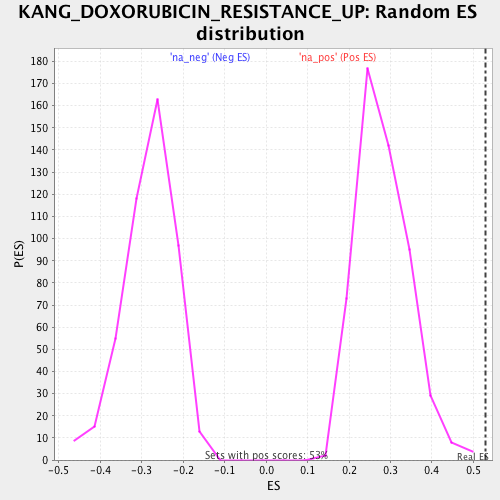 KANG_DOXORUBICIN_RESISTANCE_UP: Random ES
distribution
'na_neg' (Neg ES)
'na_pos' (Pos ES)
180
170
160
150
140
130
120
110
100
90
80
70
60
50
40
30
20
10
0
P(ES)
Sets with pos scores: 53%
Real ES
-0.5 -0.4 -0.3 -0.2 -0.1 0.0 0.1 0.2 0.3 0.4 0.5
ES